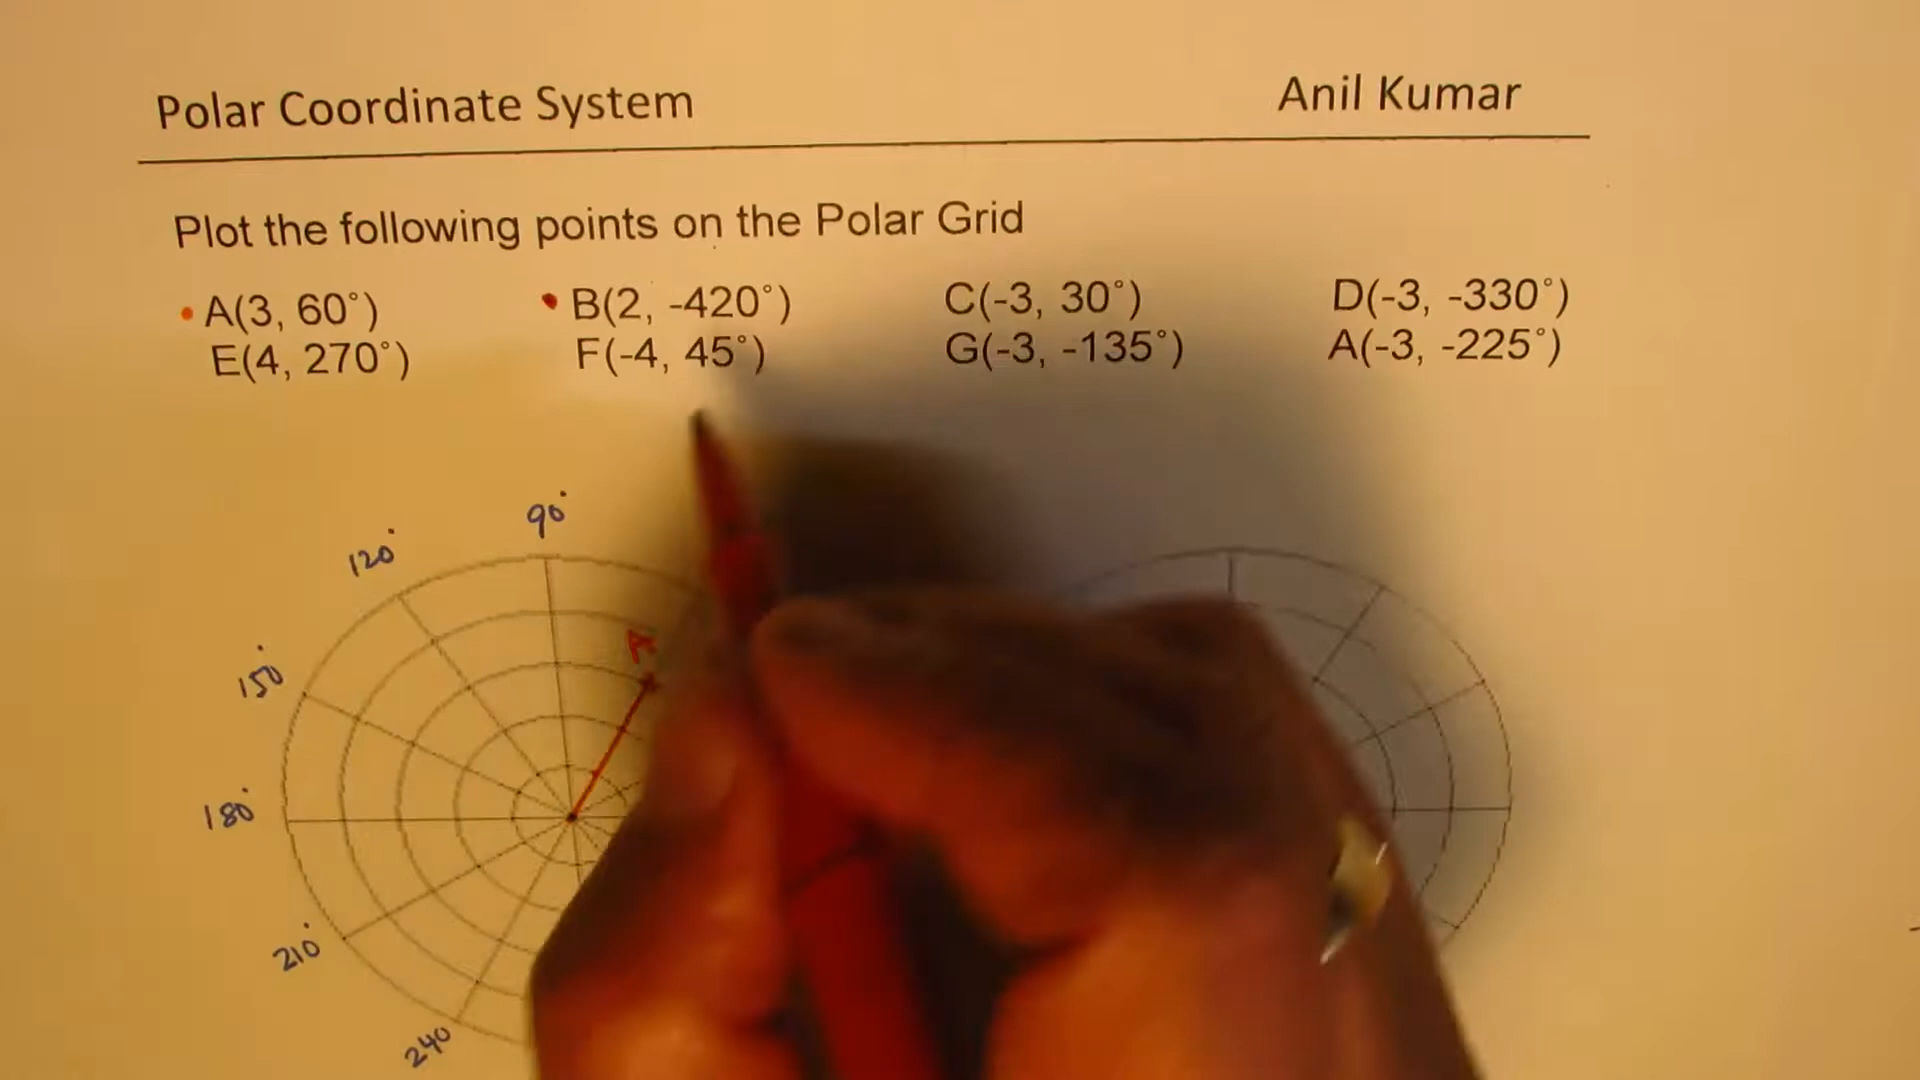 Polar Coordinate System Anil Kumar
Plot the following points on the Polar Grid
A(3, 60°) B(2, -420°) C(-3, 30°) D(-3, -330°)
E(4, 270°) F(-4, 45°) G(-3, -135°) A(-3, -225°)
90°
120°
A
150°
180°
210°
240